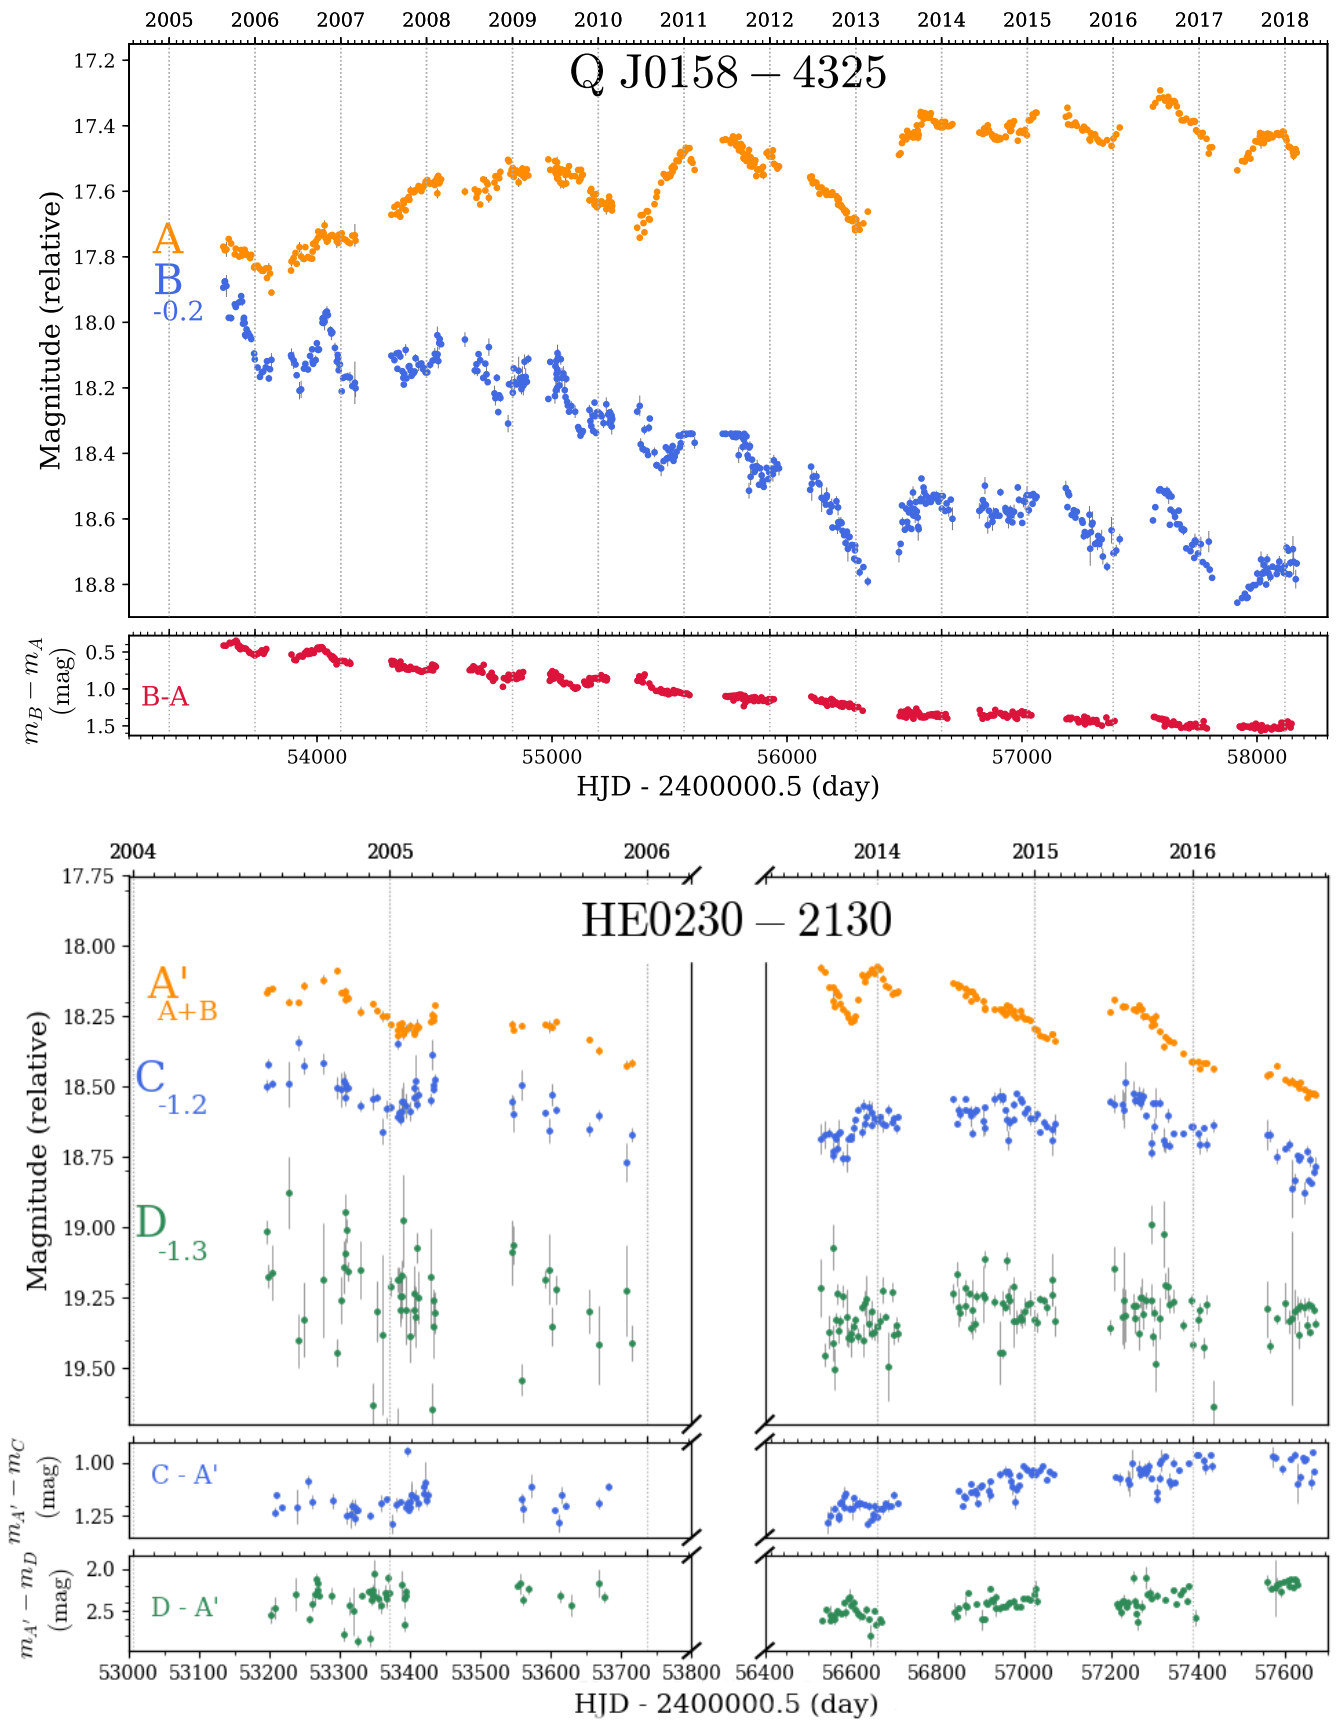 2005 2006 2007 2008 2009 2010 2011 2012 2013 2014 2015 2016 2017 2018
Q J0158 – 4325
17.2
17.4
17.6
17.8
18.0
18.2
18.4
18.6
18.8
Magnitude (relative)
A
B
-0.2
0.5
1.0
1.5
m_B − m_A
(mag)
B-A
54000 55000 56000 57000 58000
HJD - 2400000.5 (day)
2004 2005 2006 2014 2015 2016
HE0230 – 2130
17.75
18.00
18.25
18.50
18.75
19.00
19.25
19.50
Magnitude (relative)
A'
A+B
C
-1.2
D
-1.3
1.00
1.25
m_A' − m_C
(mag)
C - A'
2.0
2.5
m_A' − m_D
(mag)
D - A'
53000 53100 53200 53300 53400 53500 53600 53700 53800 56400 56600 56800 57000 57200 57400 57600
HJD - 2400000.5 (day)